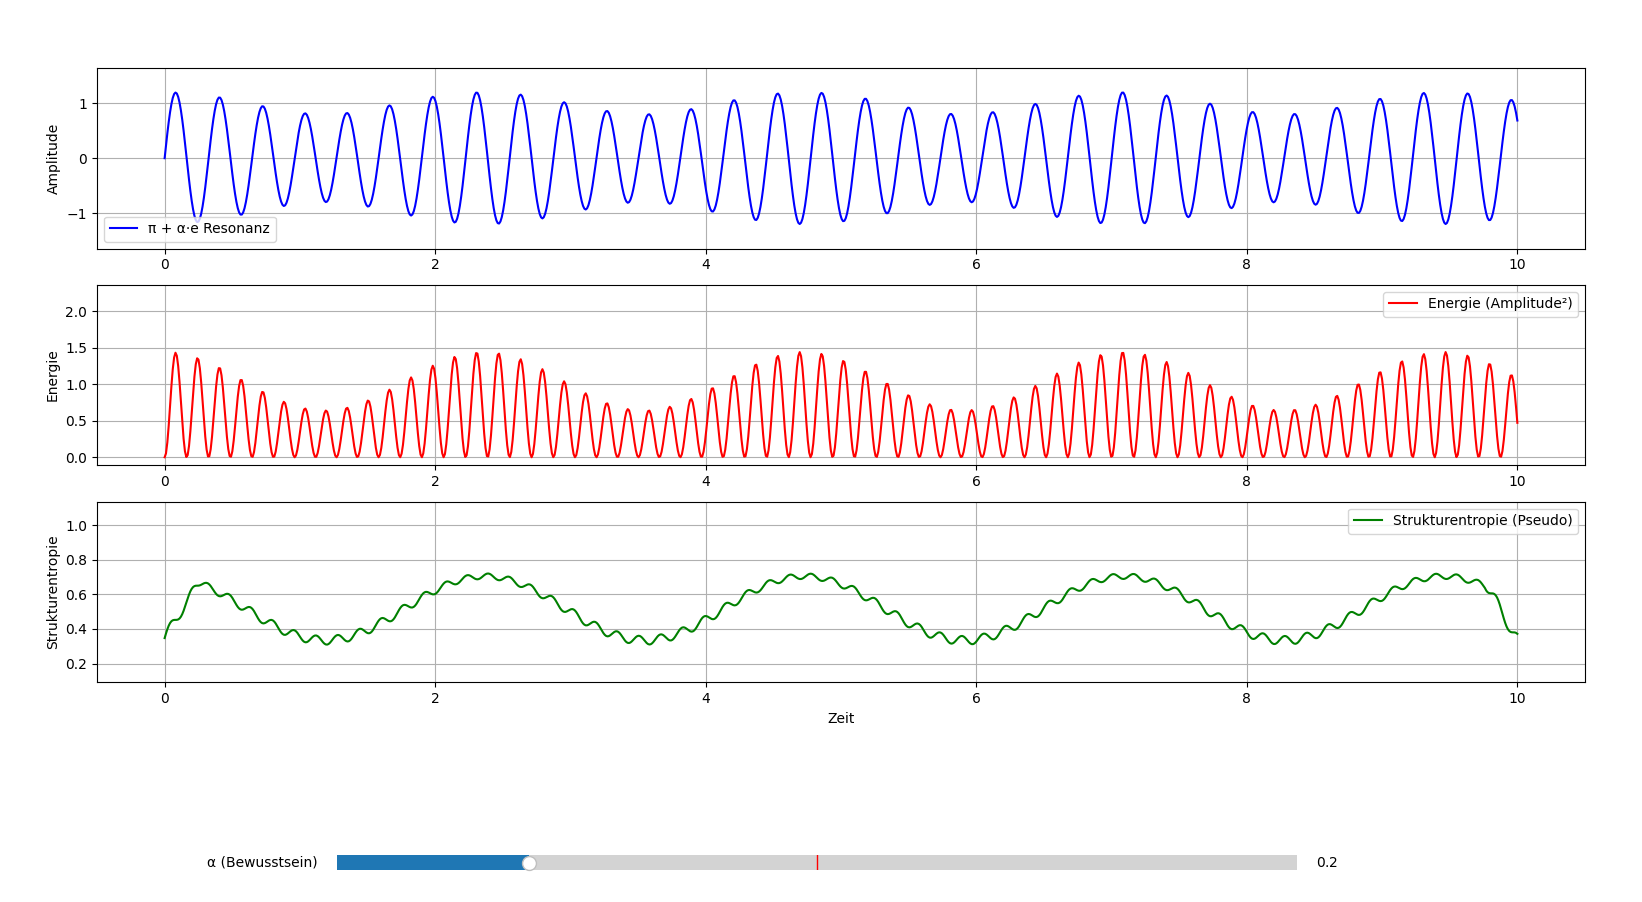 Amplitude
1
0
−1
π + α·e Resonanz
0 2 4 6 8 10
Energie
2.0
1.5
1.0
0.5
0.0
Energie (Amplitude²)
0 2 4 6 8 10
Strukturentropie
1.0
0.8
0.6
0.4
0.2
Strukturentropie (Pseudo)
0 2 4 6 8 10
Zeit
α (Bewusstsein) 0.2